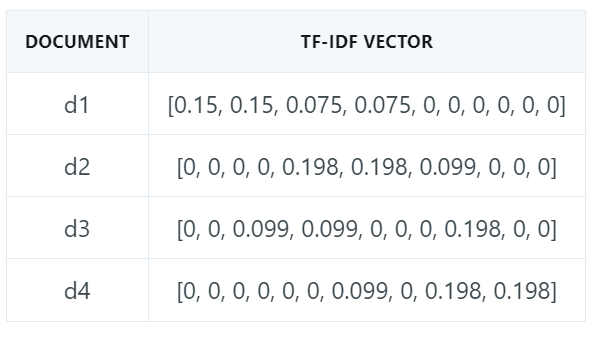 DOCUMENT TF-IDF VECTOR
d1 [0.15, 0.15, 0.075, 0.075, 0, 0, 0, 0, 0, 0]
d2 [0, 0, 0, 0, 0.198, 0.198, 0.099, 0, 0, 0]
d3 [0, 0, 0.099, 0.099, 0, 0, 0, 0.198, 0, 0]
d4 [0, 0, 0, 0, 0, 0, 0.099, 0, 0.198, 0.198]